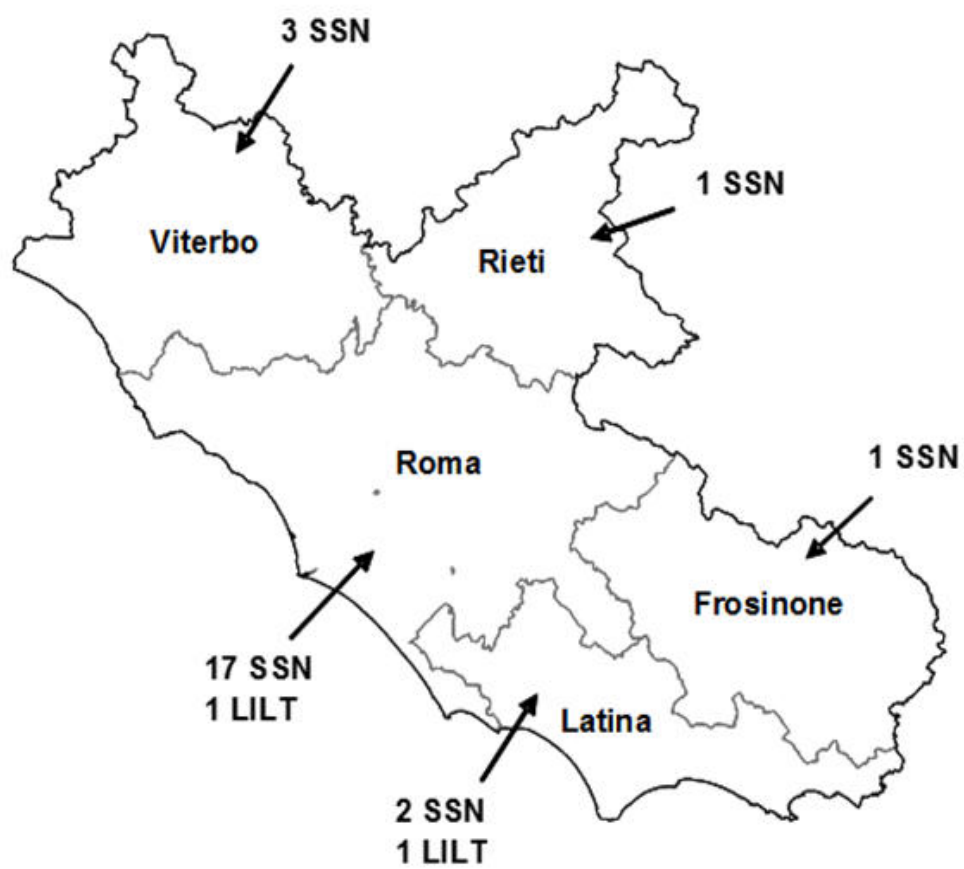 3 SSN
1 SSN
Viterbo
Rieti
Roma
1 SSN
Frosinone
17 SSN
1 LILT
Latina
2 SSN
1 LILT